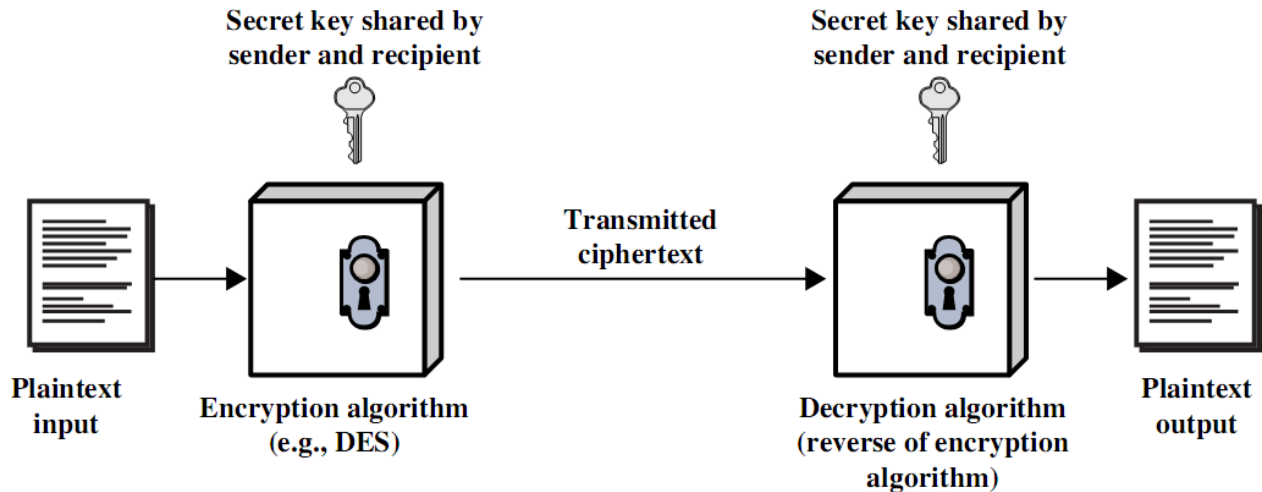 Secret key shared by
sender and recipient
Secret key shared by
sender and recipient
Transmitted
ciphertext
Plaintext
input
Encryption algorithm
(e.g., DES)
Decryption algorithm
(reverse of encryption
algorithm)
Plaintext
output